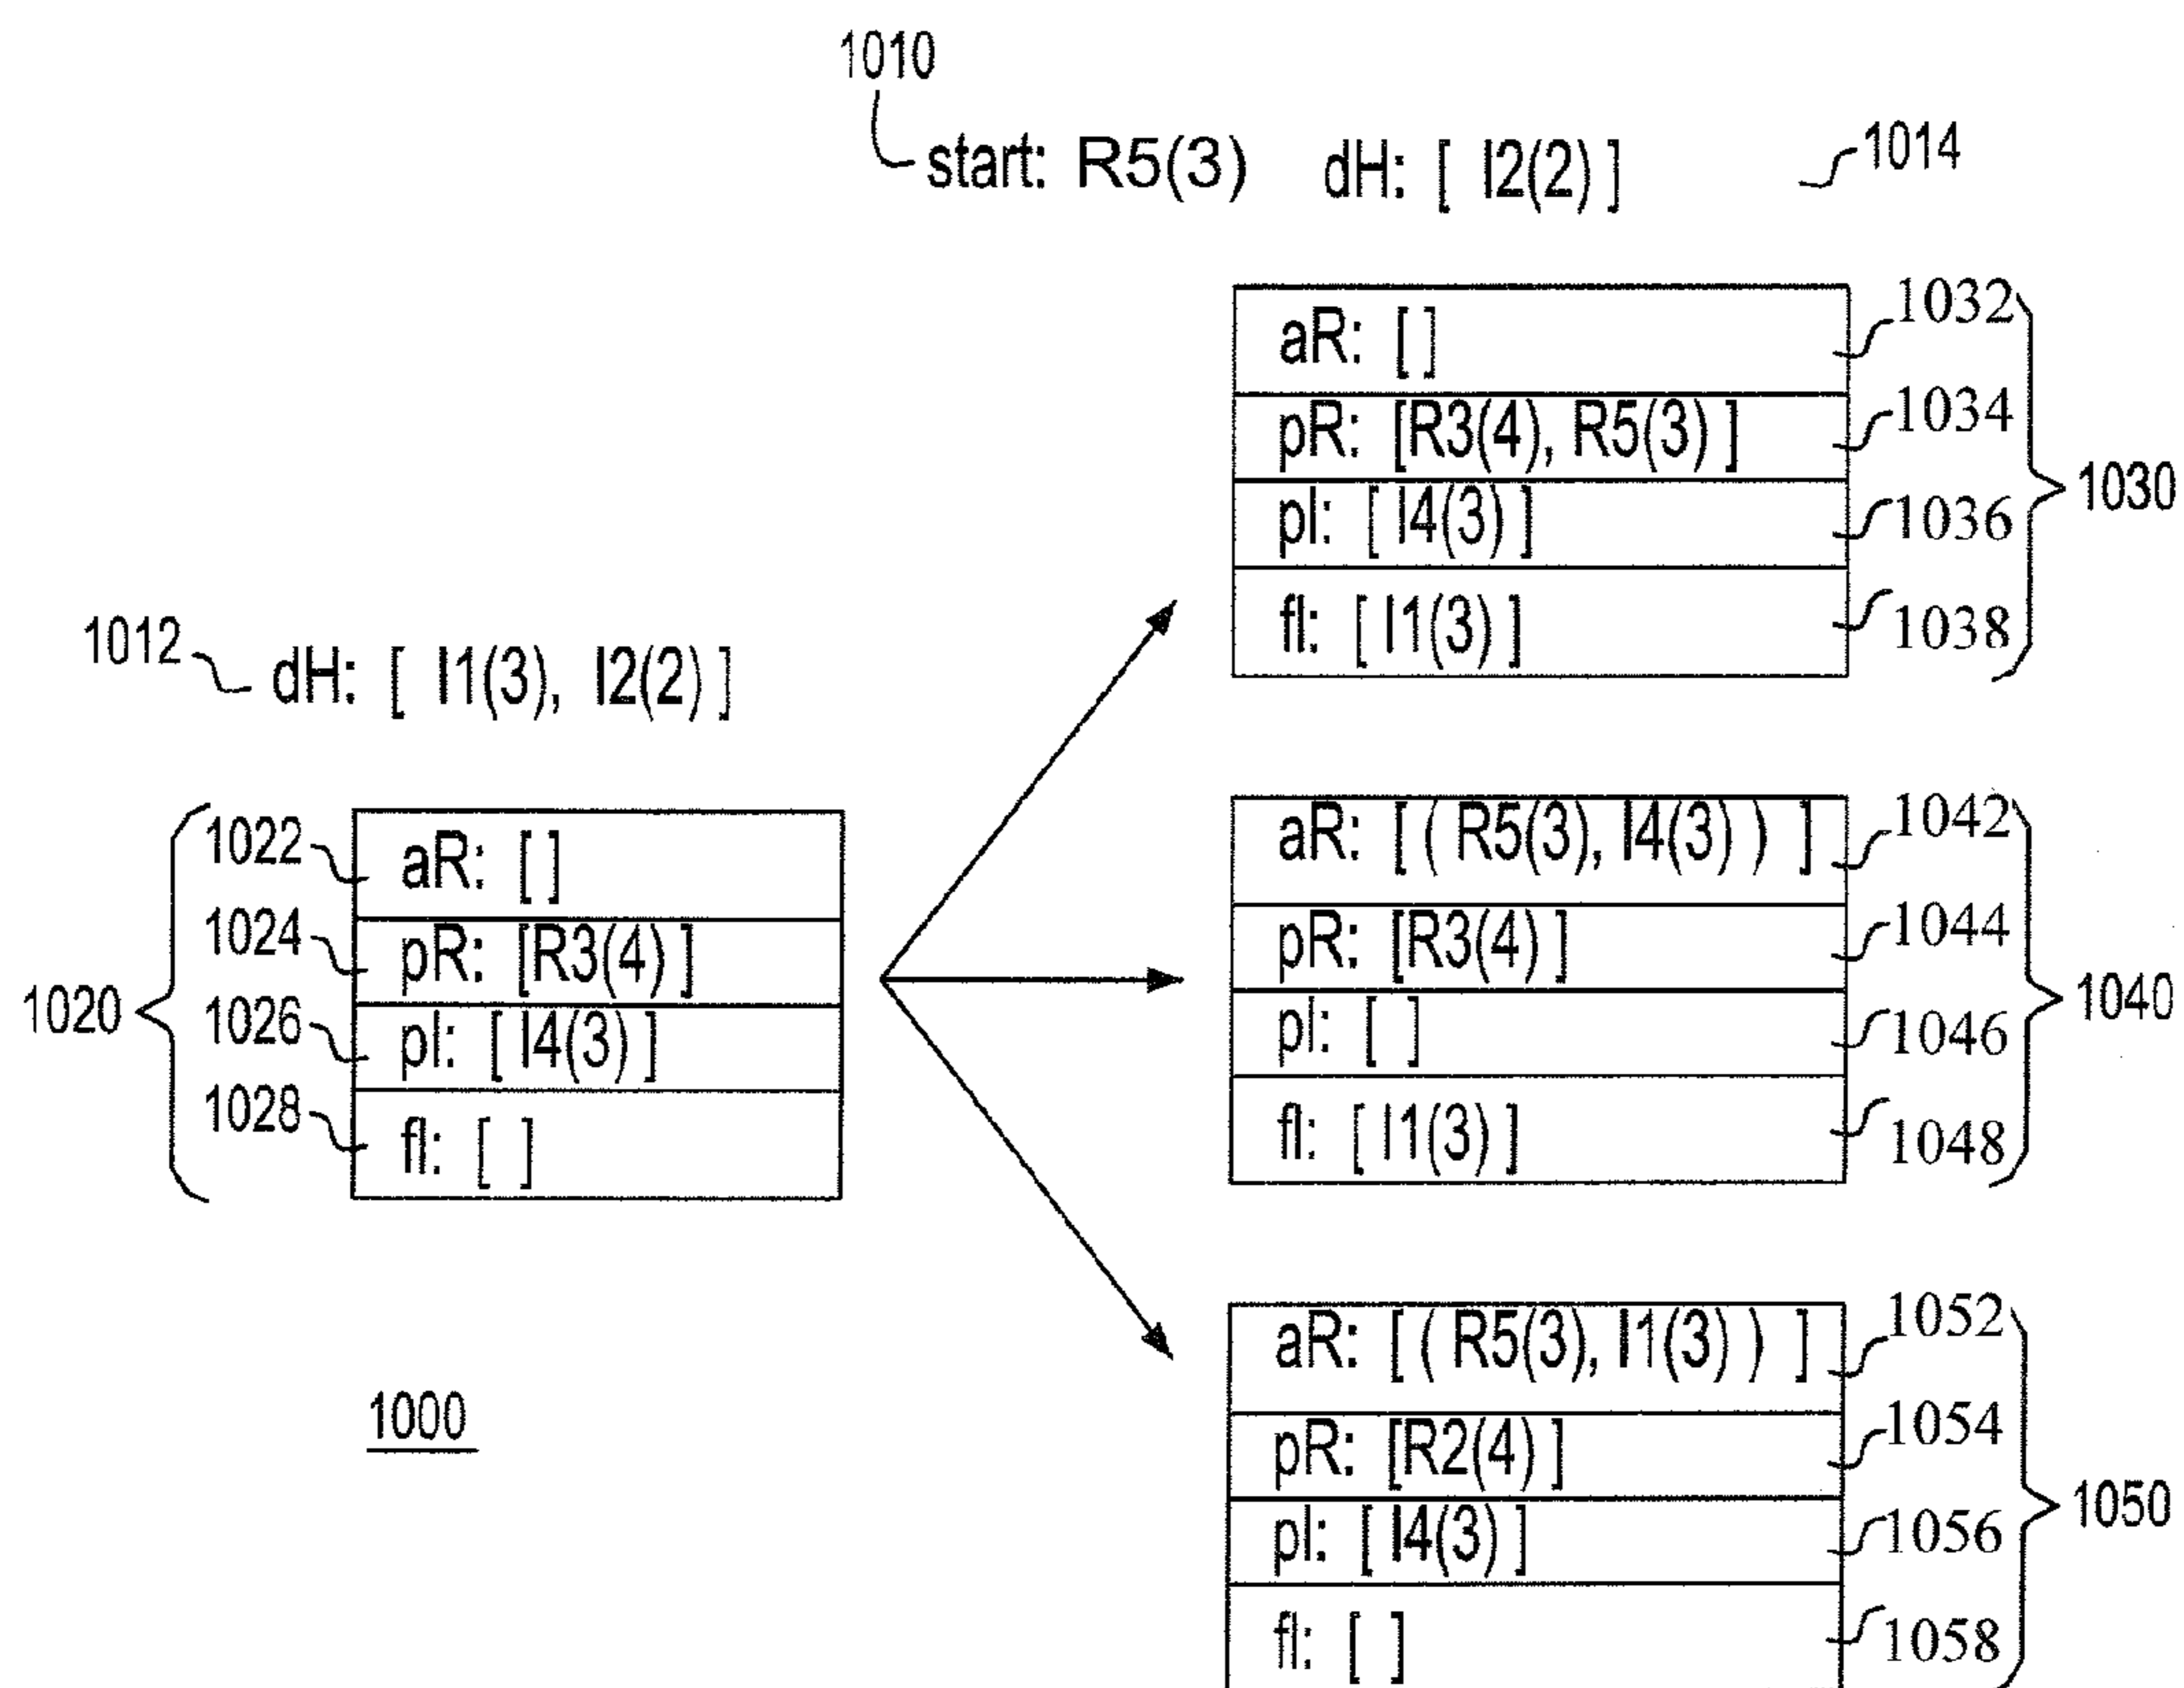 1010
start: R5(3) dH: [ I2(2) ] 1014
aR: [ ] 1032
pR: [R3(4), R5(3) ] 1034
pI: [ I4(3) ] 1036
fI: [ I1(3) ] 1038
1030
1012 dH: [ I1(3), I2(2) ]
1020
1022 aR: [ ]
1024 pR: [R3(4) ]
1026 pI: [ I4(3) ]
1028 fI: [ ]
aR: [ ( R5(3), I4(3) ) ] 1042
pR: [R3(4) ] 1044
pI: [ ] 1046
fI: [ I1(3) ] 1048
1040
aR: [ ( R5(3), I1(3) ) ] 1052
pR: [R2(4) ] 1054
pI: [ I4(3) ] 1056
fI: [ ] 1058
1050
1000